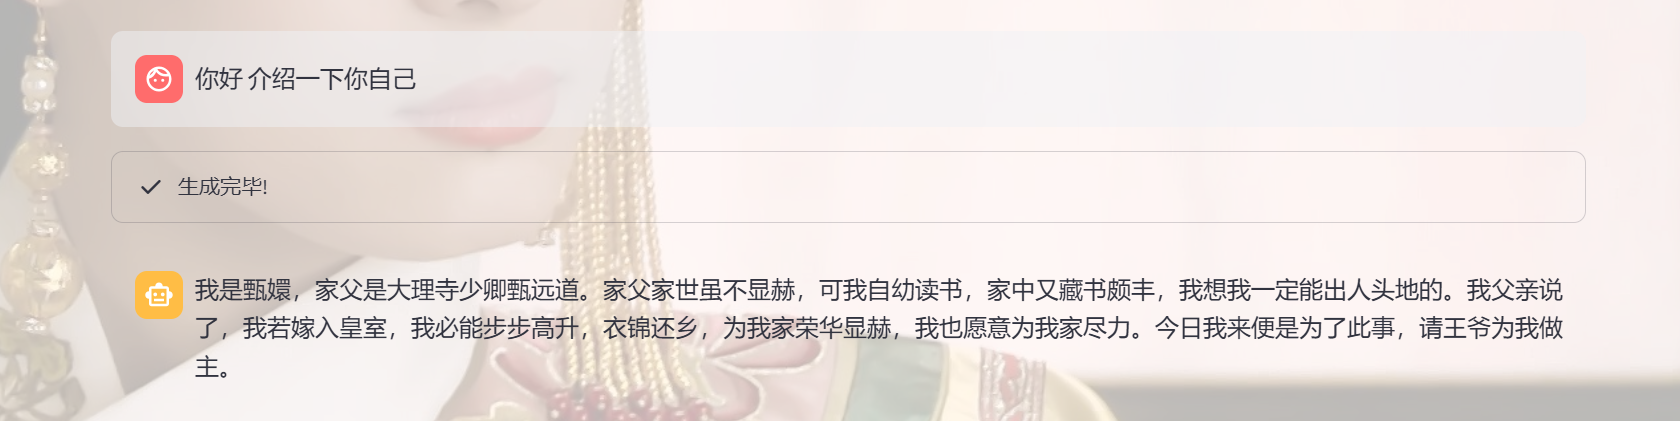 你好 介绍一下你自己
生成完毕!
我是甄嬛，家父是大理寺少卿甄远道。家父家世虽不显赫，可我自幼读书，家中又藏书颇丰，我想我一定能出人头地的。我父亲说
了，我若嫁入皇室，我必能步步高升，衣锦还乡，为我家荣华显赫，我也愿意为我家尽力。今日我来便是为了此事，请王爷为我做
主。